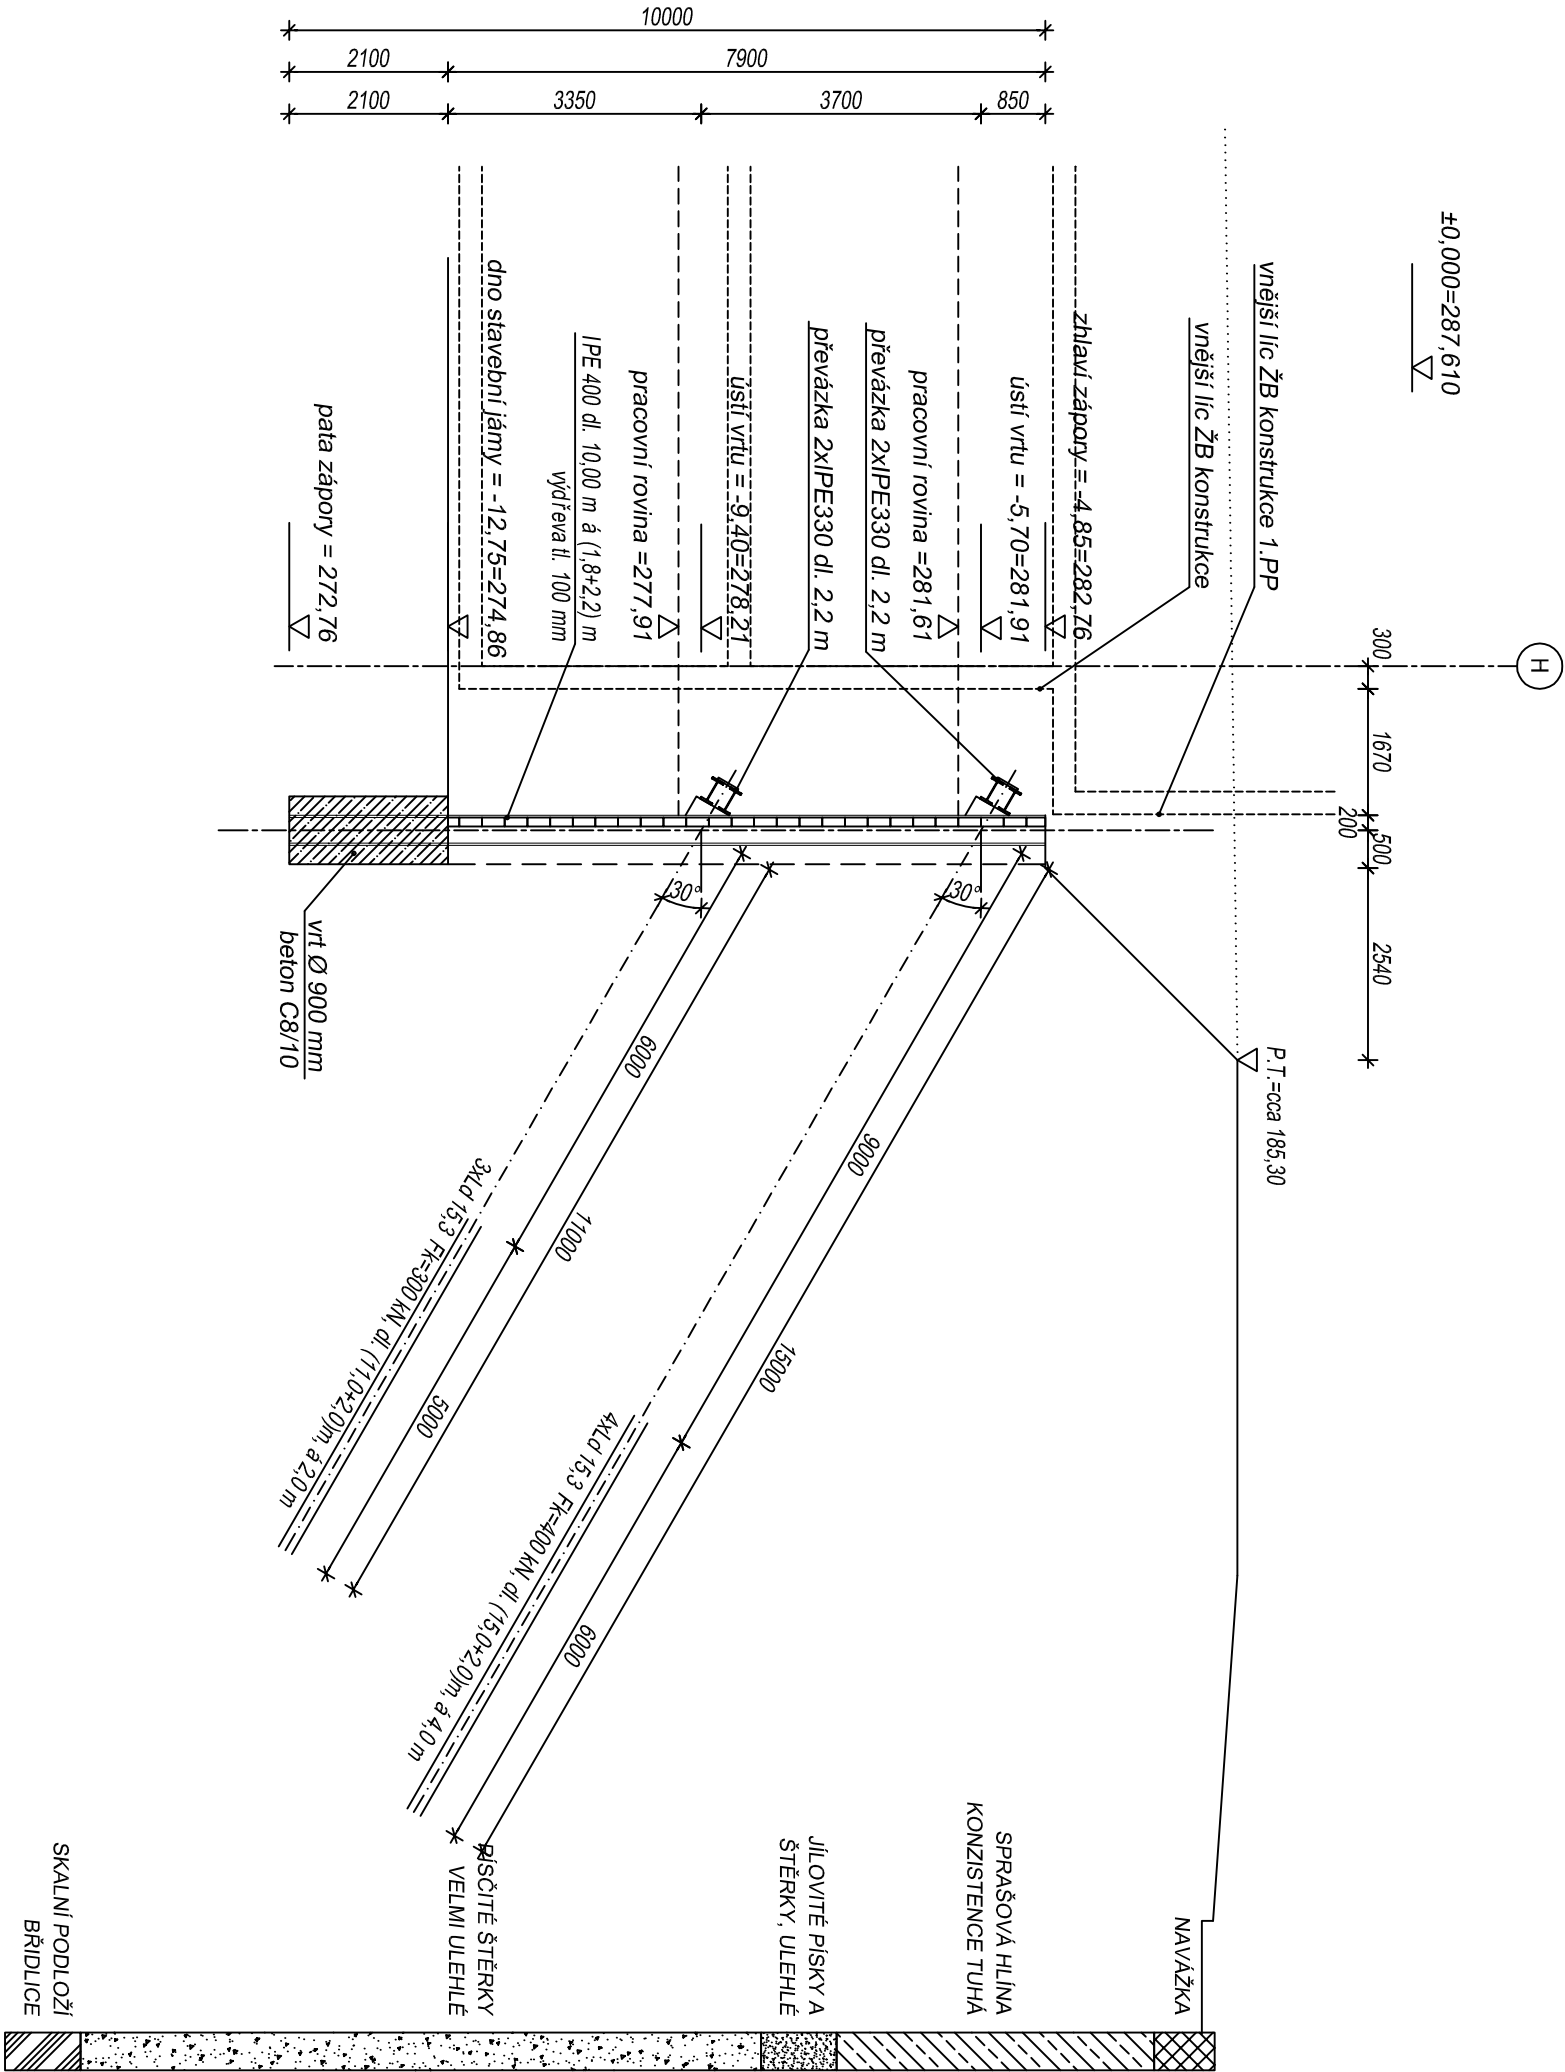 ±0,000=287,610
H
vnější líc ŽB konstrukce 1.PP
vnější líc ŽB konstrukce
300
1670
200
500
2540
P.T.=cca 185,30
10000
2100
7900
2100
3350
3700
850
zhlaví zápory = -4,85=282,76
ústí vrtu = -5,70=281,91
pracovní rovina =281,61
převázka 2xIPE330 dl. 2,2 m
převázka 2xIPE330 dl. 2,2 m
ústí vrtu = -9,40=278,21
pracovní rovina =277,91
IPE 400 dl. 10,00 m á (1,8+2,2) m
výdřeva tl. 100 mm
dno stavební jámy = -12,75=274,86
pata zápory = 272,76
vrt Ø 900 mm
beton C8/10
30°
30°
9000
15000
6000
4xLd 15,3 Fk=400 kN, dl. (15,0+2,0)m, á 4,0 m
6000
11000
5000
3xLd 15,3 Fk=300 kN, dl. (11,0+2,0)m, á 2,0 m
NAVÁŽKA
SPRAŠOVÁ HLÍNA
KONZISTENCE TUHÁ
JÍLOVITÉ PÍSKY A
ŠTĚRKY, ULEHLÉ
PÍSČITÉ ŠTĚRKY
VELMI ULEHLÉ
SKALNÍ PODLOŽÍ
BŘIDLICE